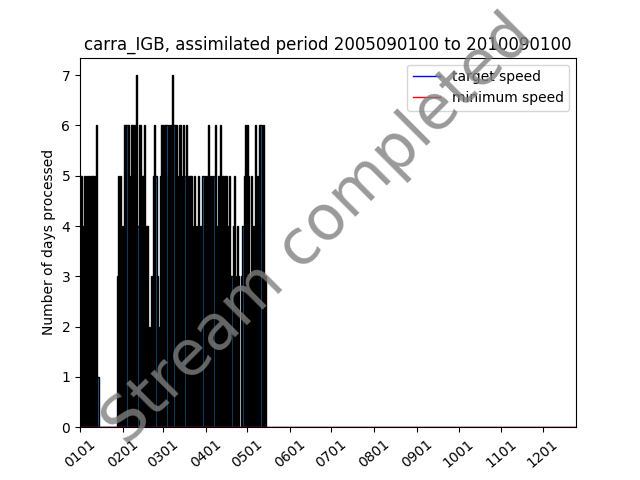 carra_IGB, assimilated period 2005090100 to 2010090100
target speed
minimum speed
Number of days processed
7
6
5
4
3
2
1
0
0101 0201 0301 0401 0501 0601 0701 0801 0901 1001 1101 1201
Stream completed